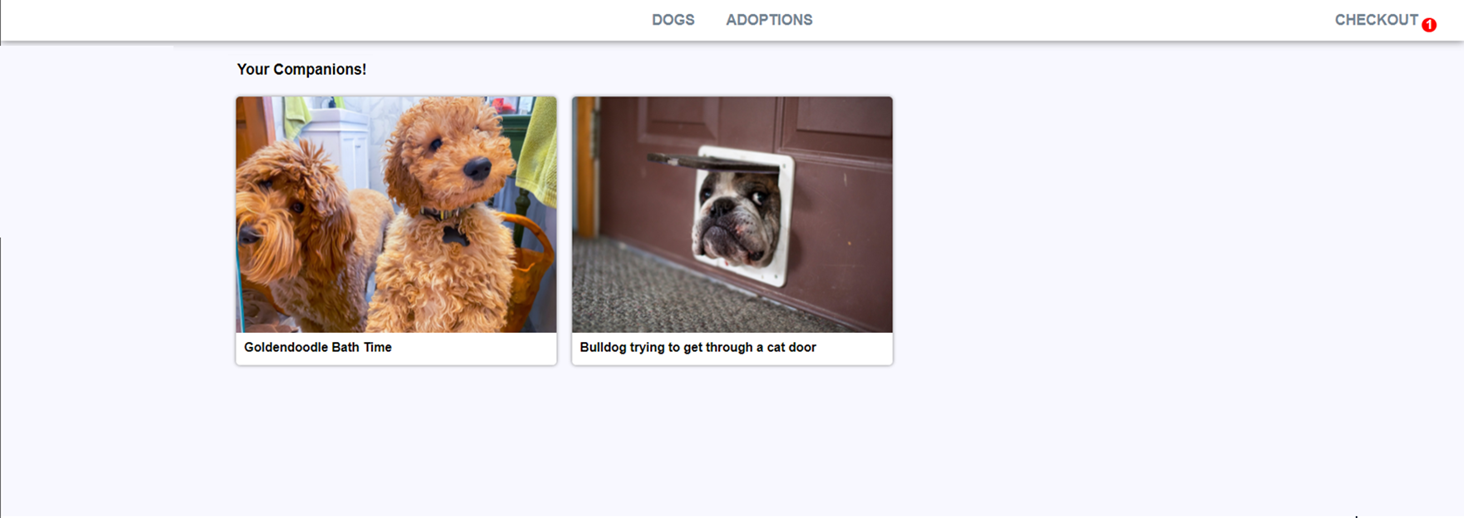 DOGS ADOPTIONS CHECKOUT 1
Your Companions!
Goldendoodle Bath Time
Bulldog trying to get through a cat door